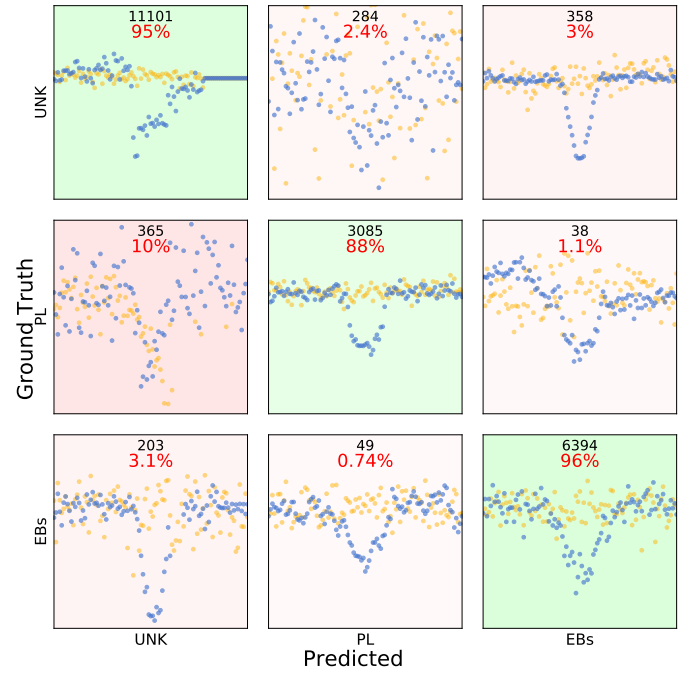 11101
95%
284
2.4%
358
3%
UNK
365
10%
3085
88%
38
1.1%
PL
Ground Truth
203
3.1%
49
0.74%
6394
96%
EBs
UNK
PL
EBs
Predicted